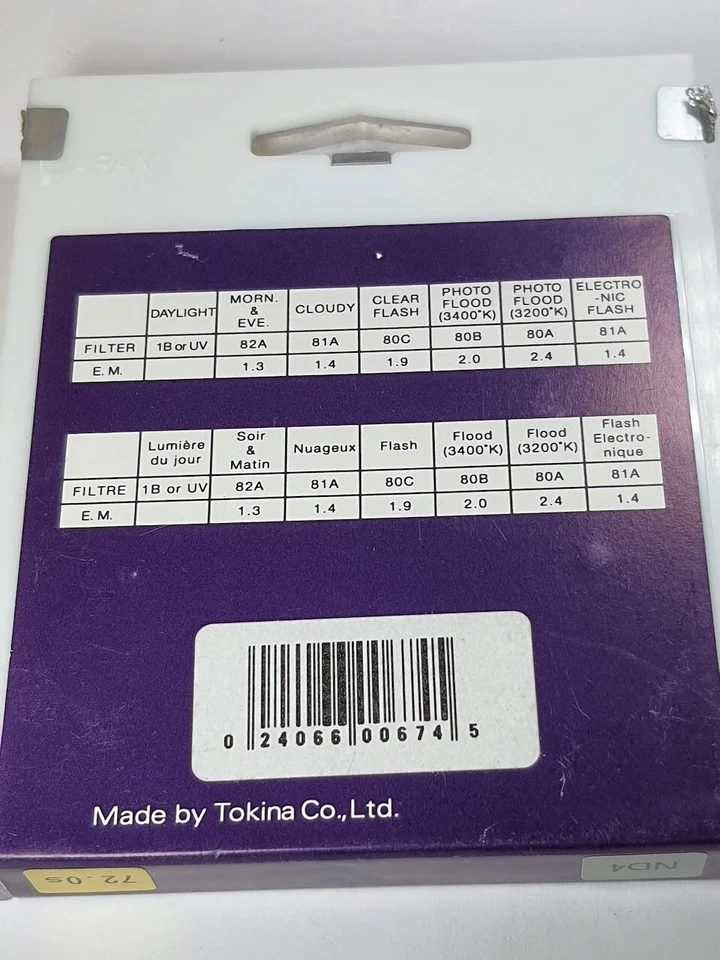 DAYLIGHT MORN. & EVE. CLOUDY CLEAR FLASH PHOTO FLOOD (3400°K) PHOTO FLOOD (3200°K) ELECTRO-NIC FLASH
FILTER 1B or UV 82A 81A 80C 80B 80A 81A
E. M. 1.3 1.4 1.9 2.0 2.4 1.4
Lumière du jour Soir & Matin Nuageux Flash Flood (3400°K) Flood (3200°K) Flash Electro-nique
FILTRE 1B or UV 82A 81A 80C 80B 80A 81A
E. M. 1.3 1.4 1.9 2.0 2.4 1.4
0 24066 00674 5
Made by Tokina Co.,Ltd.
72.0s
ND4